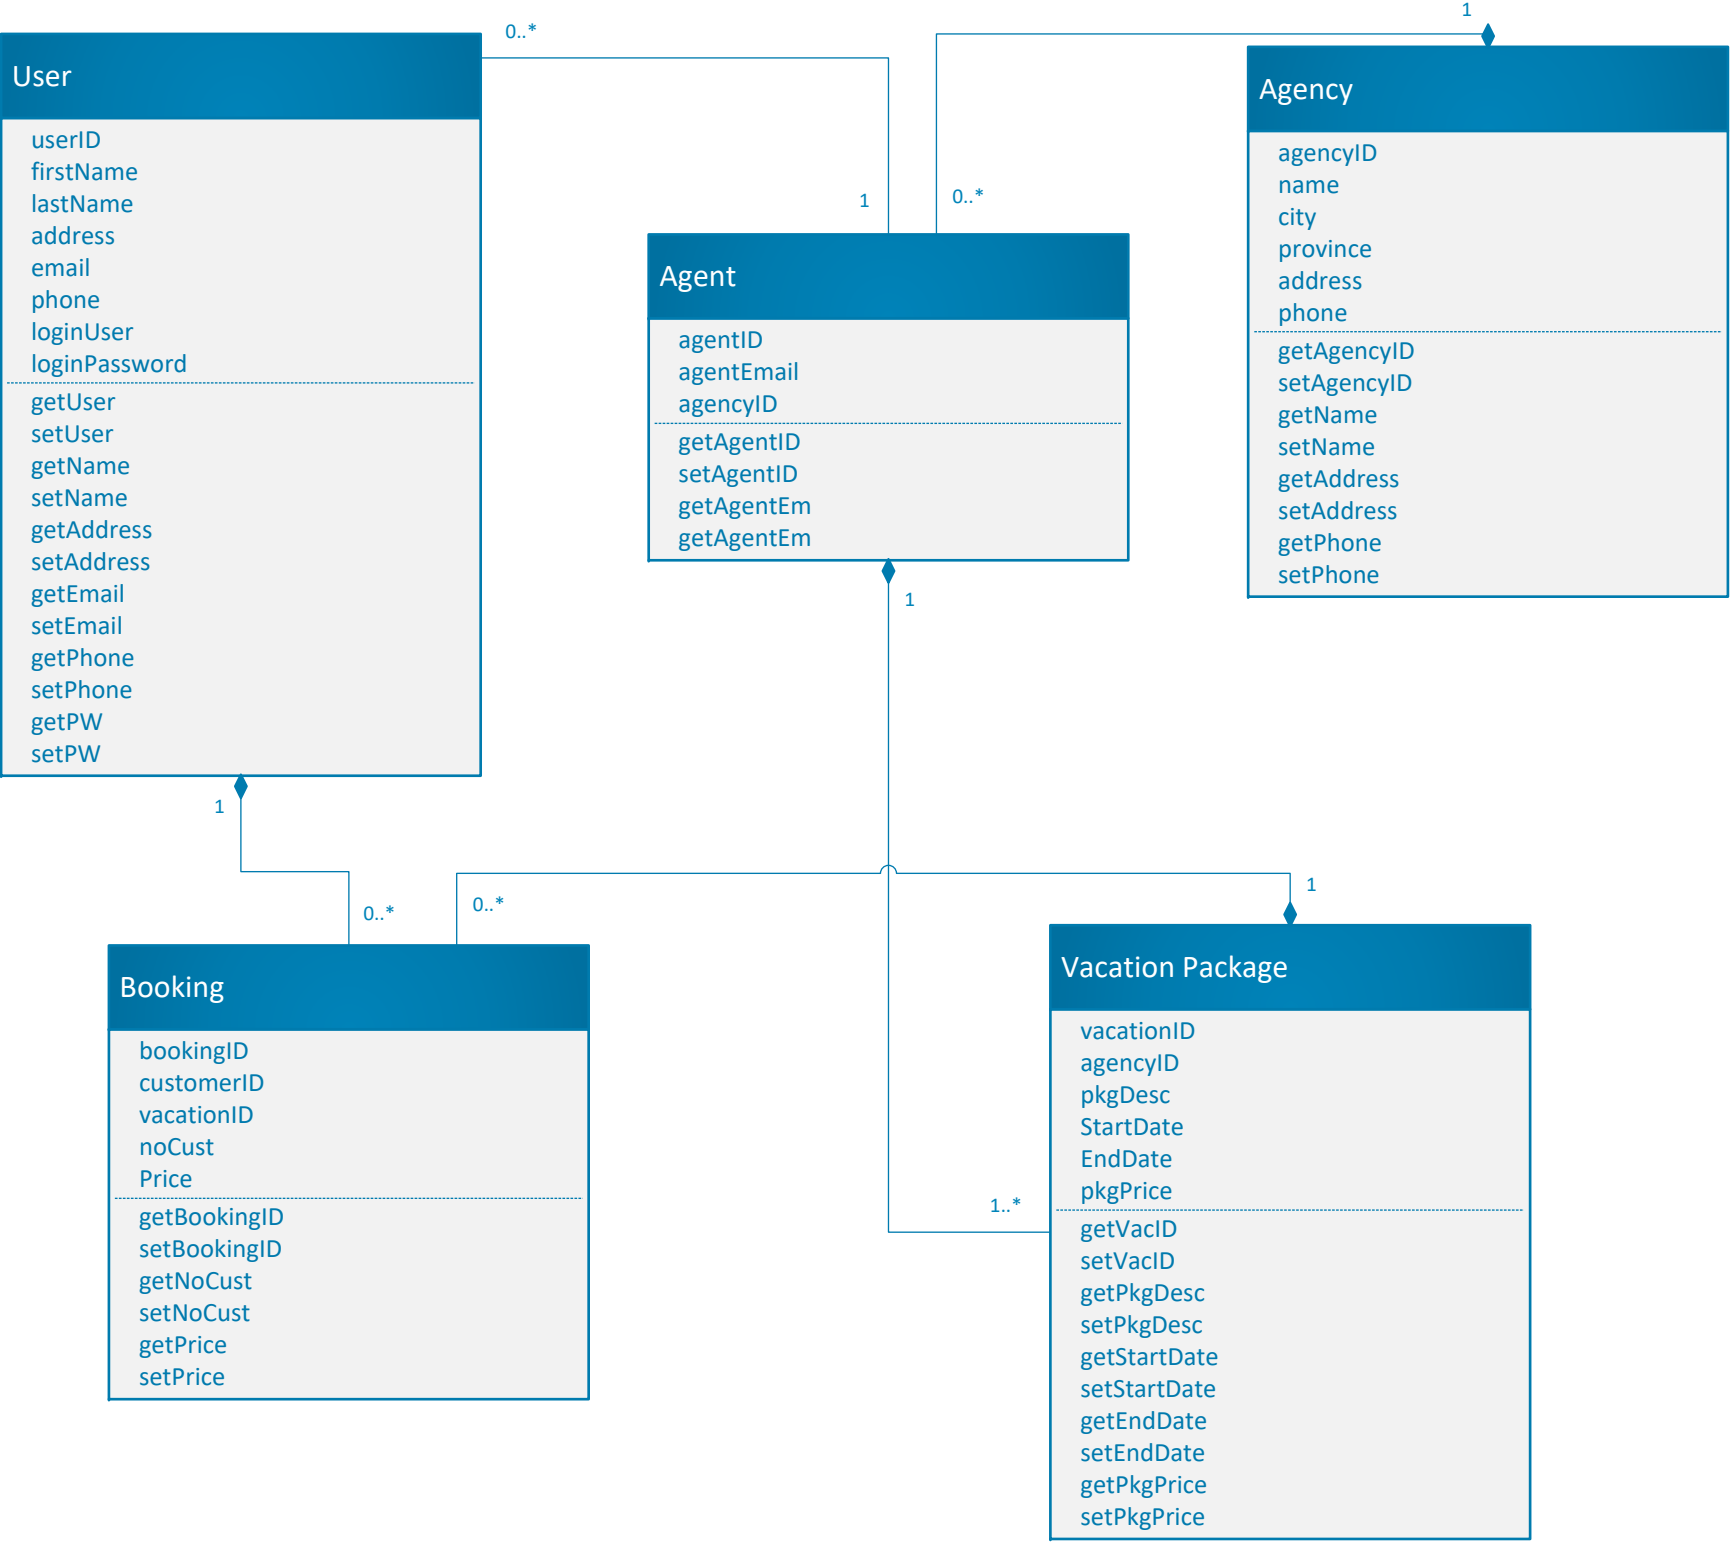 1
0..*
User
userID
firstName
lastName
address
email
phone
loginUser
loginPassword
getUser
setUser
getName
setName
getAddress
setAddress
getEmail
setEmail
getPhone
setPhone
getPW
setPW
1
0..*
Agency
agencyID
name
city
province
address
phone
getAgencyID
setAgencyID
getName
setName
getAddress
setAddress
getPhone
setPhone
Agent
agentID
agentEmail
agencyID
getAgentID
setAgentID
getAgentEm
getAgentEm
1
1
0..*
0..*
1
Booking
bookingID
customerID
vacationID
noCust
Price
getBookingID
setBookingID
getNoCust
setNoCust
getPrice
setPrice
1..*
Vacation Package
vacationID
agencyID
pkgDesc
StartDate
EndDate
pkgPrice
getVacID
setVacID
getPkgDesc
setPkgDesc
getStartDate
setStartDate
getEndDate
setEndDate
getPkgPrice
setPkgPrice